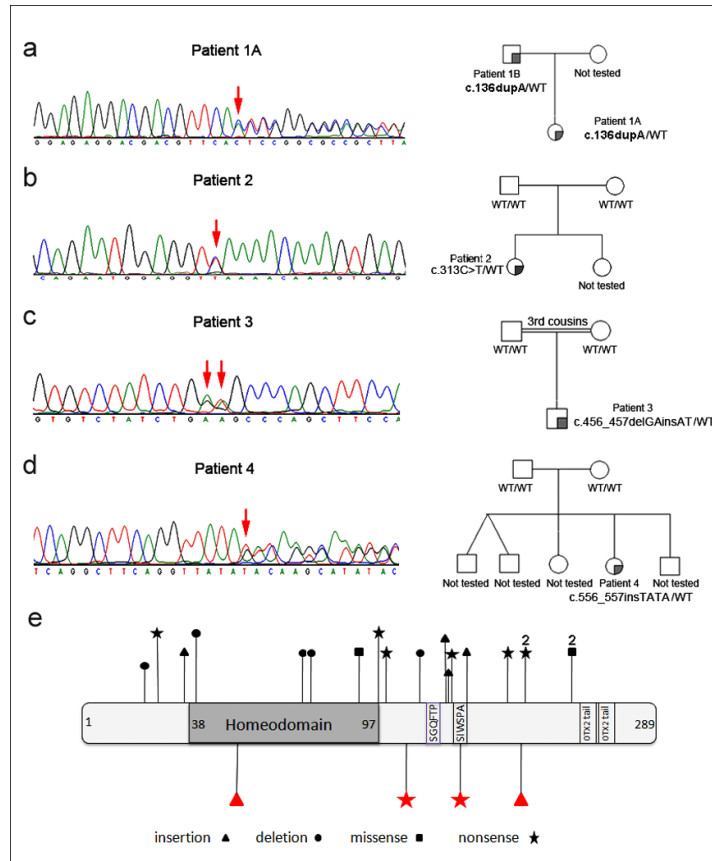 a
Patient 1A
G G A G A G G A C G A C G T T C A C T C C G G C G C C G C T T A
Patient 1B
c.136dupA/WT
Not tested
Patient 1A
c.136dupA/WT
b
Patient 2
C A G A A T G G A G G T T A A A A C A A A G T G A G
WT/WT
WT/WT
Patient 2
c.313C>T/WT
Not tested
c
Patient 3
G T G T C T A T C T G A A G C C C A G C T T C C A
3rd cousins
WT/WT
WT/WT
Patient 3
c.456_457delGAinsAT/WT
d
Patient 4
T C A G G C T T C A G G T T A T A T A C A A G C A T A T A C
WT/WT
WT/WT
Not tested
Not tested
Not tested
Patient 4
Not tested
c.556_557insTATA/WT
e
2 2
1 38 Homeodomain 97 SGQFTP SIWSPA OTX2 tail OTX2 tail 289
insertion deletion missense nonsense